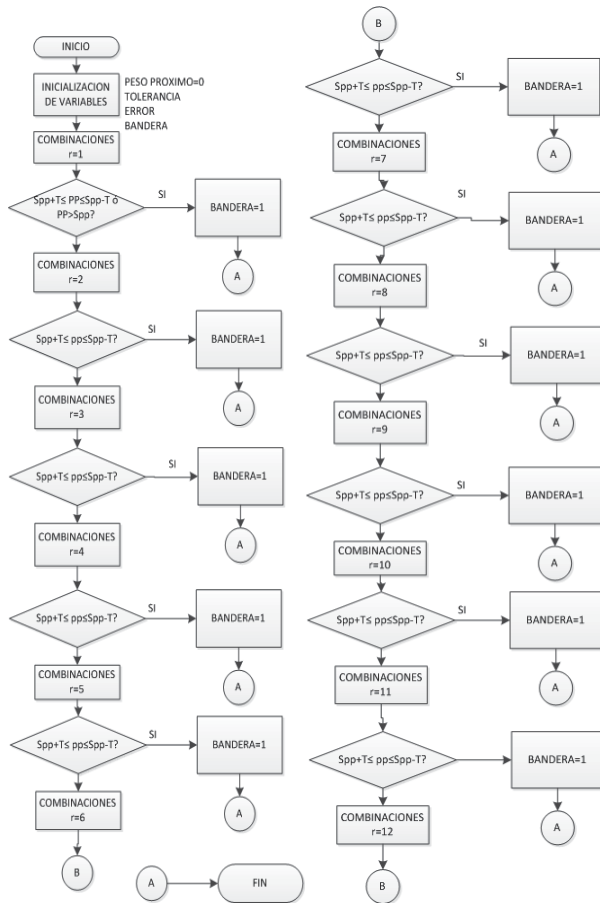 INICIO
INICIALIZACION
DE VARIABLES
PESO PROXIMO=0
TOLERANCIA
ERROR
BANDERA
COMBINACIONES
r=1
Spp+T≤ PP≤Spp-T ó
PP>Spp?
SI
BANDERA=1
A
COMBINACIONES
r=2
Spp+T≤ pp≤Spp-T?
SI
BANDERA=1
A
COMBINACIONES
r=3
Spp+T≤ pp≤Spp-T?
SI
BANDERA=1
A
COMBINACIONES
r=4
Spp+T≤ pp≤Spp-T?
SI
BANDERA=1
A
COMBINACIONES
r=5
Spp+T≤ pp≤Spp-T?
SI
BANDERA=1
A
COMBINACIONES
r=6
B
A
FIN
B
Spp+T≤ pp≤Spp-T?
SI
BANDERA=1
A
COMBINACIONES
r=7
Spp+T≤ pp≤Spp-T?
SI
BANDERA=1
A
COMBINACIONES
r=8
Spp+T≤ pp≤Spp-T?
SI
BANDERA=1
A
COMBINACIONES
r=9
Spp+T≤ pp≤Spp-T?
SI
BANDERA=1
A
COMBINACIONES
r=10
Spp+T≤ pp≤Spp-T?
SI
BANDERA=1
A
COMBINACIONES
r=11
Spp+T≤ pp≤Spp-T?
BANDERA=1
A
COMBINACIONES
r=12
B